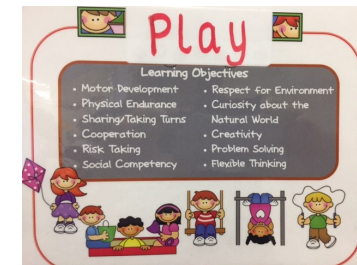 Play
Learning Objectives
• Motor Development
• Physical Endurance
• Sharing/Taking Turns
• Cooperation
• Risk Taking
• Social Competency
• Respect for Environment
• Curiosity about the
Natural World
• Creativity
• Problem Solving
• Flexible Thinking